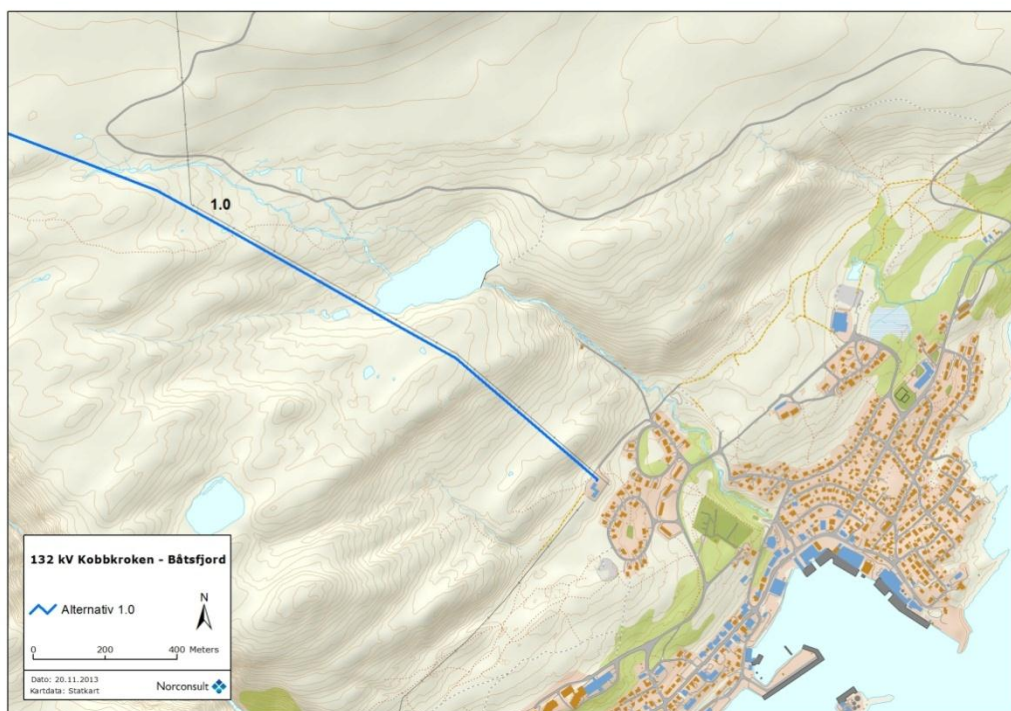 1.0
132 kV Kobbkroken - Båtsfjord
Alternativ 1.0
N
0 200 400 Meters
Dato: 20.11.2013
Kartdata: Statkart
Norconsult